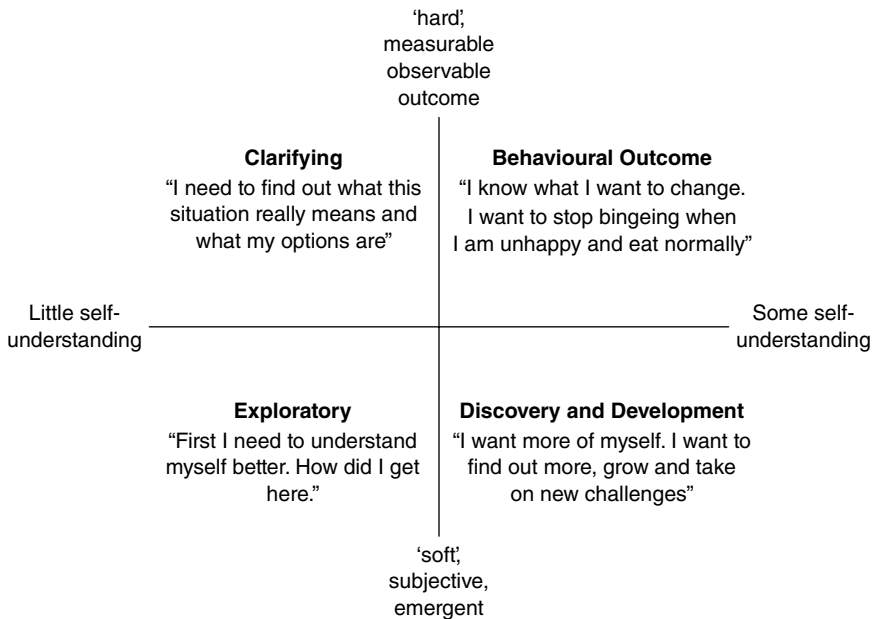 ‘hard’,
measurable
observable
outcome
Clarifying
“I need to find out what this
situation really means and
what my options are”
Behavioural Outcome
“I know what I want to change.
I want to stop bingeing when
I am unhappy and eat normally”
Little self-
understanding
Some self-
understanding
Exploratory
“First I need to understand
myself better. How did I get
here.”
Discovery and Development
“I want more of myself. I want to
find out more, grow and take
on new challenges”
‘soft’,
subjective,
emergent